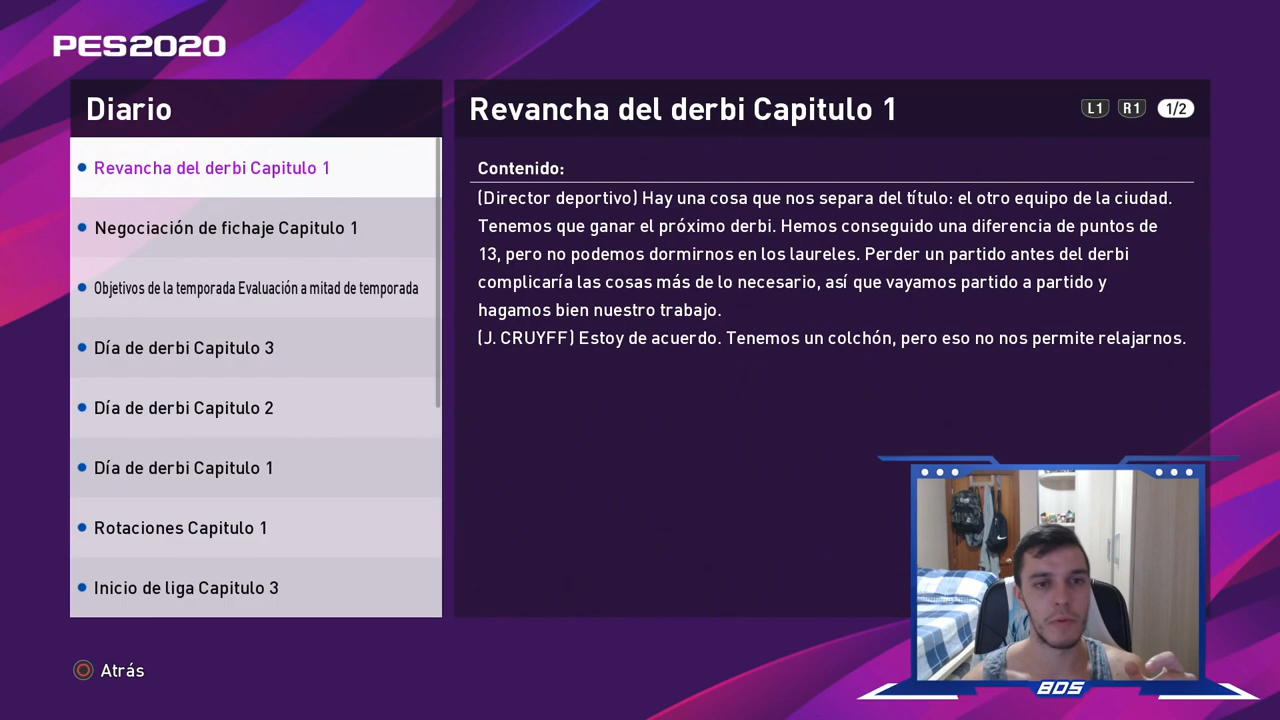 PES2020
Diario
Revancha del derbi Capitulo 1
Negociación de fichaje Capitulo 1
Objetivos de la temporada Evaluación a mitad de temporada
Día de derbi Capitulo 3
Día de derbi Capitulo 2
Día de derbi Capitulo 1
Rotaciones Capitulo 1
Inicio de liga Capitulo 3
Revancha del derbi Capitulo 1
L1 R1 1/2
Contenido:
(Director deportivo) Hay una cosa que nos separa del título: el otro equipo de la ciudad.
Tenemos que ganar el próximo derbi. Hemos conseguido una diferencia de puntos de
13, pero no podemos dormirnos en los laureles. Perder un partido antes del derbi
complicaría las cosas más de lo necesario, así que vayamos partido a partido y
hagamos bien nuestro trabajo.
(J. CRUYFF) Estoy de acuerdo. Tenemos un colchón, pero eso no nos permite relajarnos.
Atrás
BDS